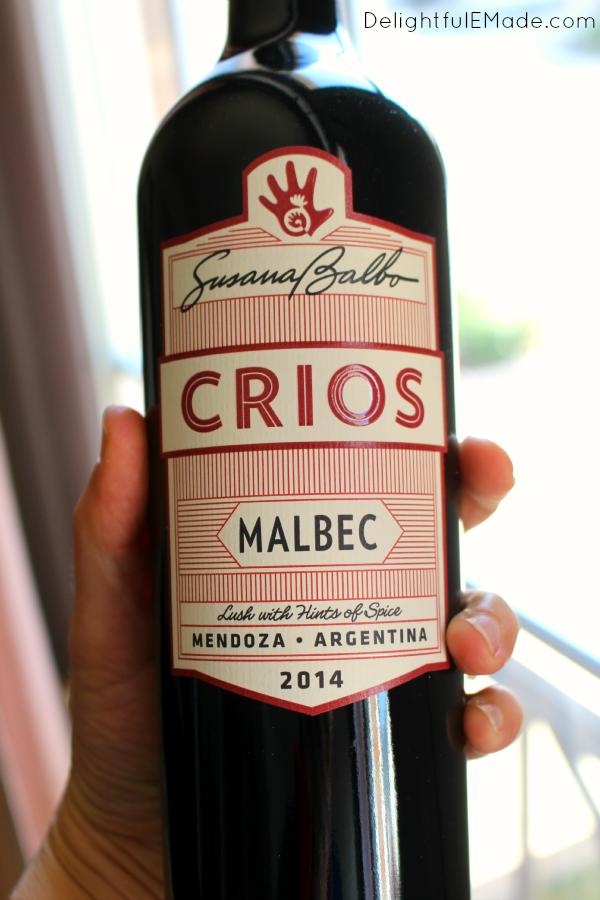 DelightfulEMade.com
Susana Balbo
CRIOS
MALBEC
Lush with Hints of Spice
MENDOZA • ARGENTINA
2014